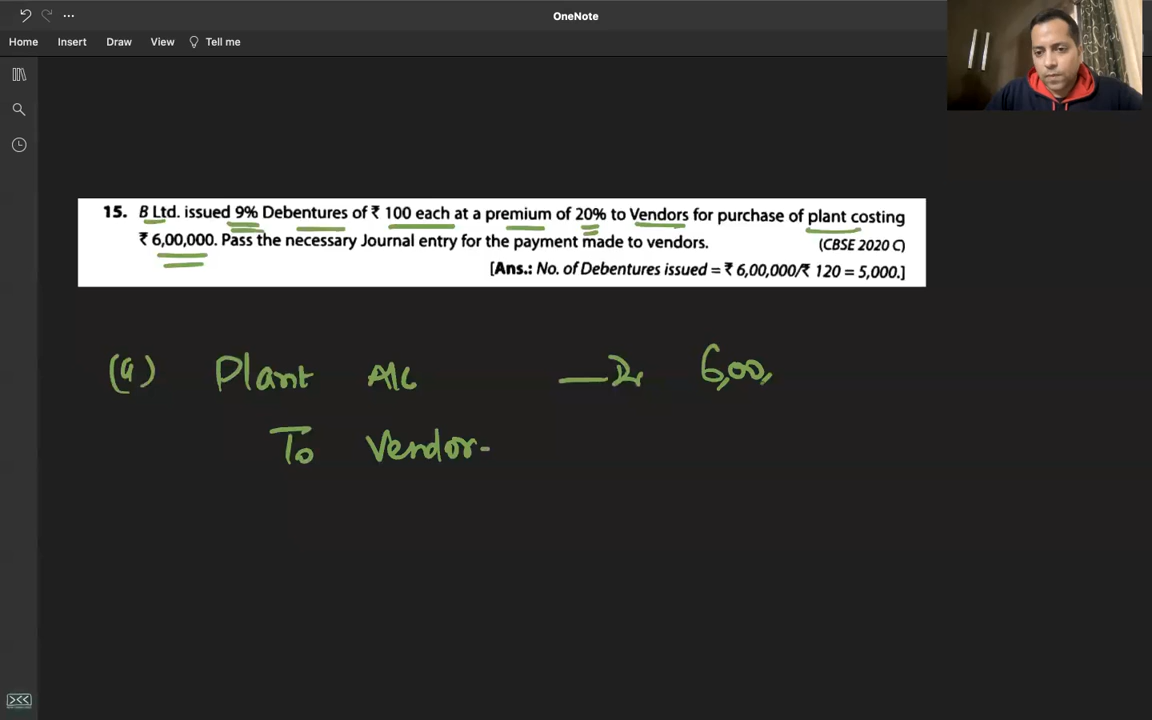 OneNote
Home Insert Draw View Tell me
15. B Ltd. issued 9% Debentures of ₹ 100 each at a premium of 20% to Vendors for purchase of plant costing
₹ 6,00,000. Pass the necessary Journal entry for the payment made to vendors. (CBSE 2020 C)
[Ans.: No. of Debentures issued = ₹ 6,00,000/₹ 120 = 5,000.]
(a) Plant A/c —Dr 6,00,
To Vendor-